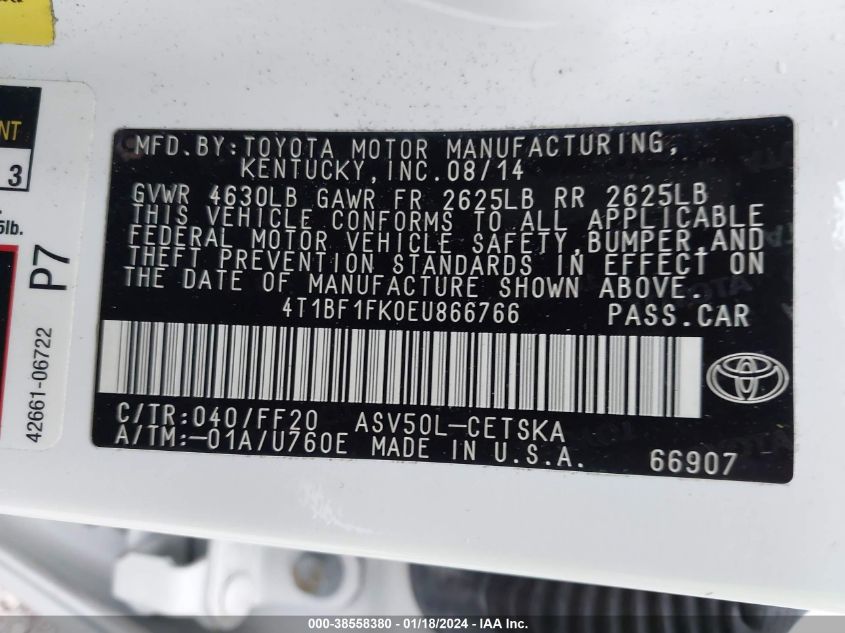 MFD.BY:TOYOTA MOTOR MANUFACTURING,
KENTUCKY,INC.08/14
GVWR 4630LB GAWR FR 2625LB RR 2625LB
THIS VEHICLE CONFORMS TO ALL APPLICABLE
FEDERAL MOTOR VEHICLE SAFETY,BUMPER,AND
THEFT PREVENTION STANDARDS IN EFFECT ON
THE DATE OF MANUFACTURE SHOWN ABOVE.
4T1BF1FK0EU866766 PASS.CAR
C/TR:040/FF20 ASV50L-CETSKA
A/TM:-01A/U760E MADE IN U.S.A. 66907
NT
3
5lb.
P7
42661-06722
000-38558380 - 01/18/2024 - IAA Inc.